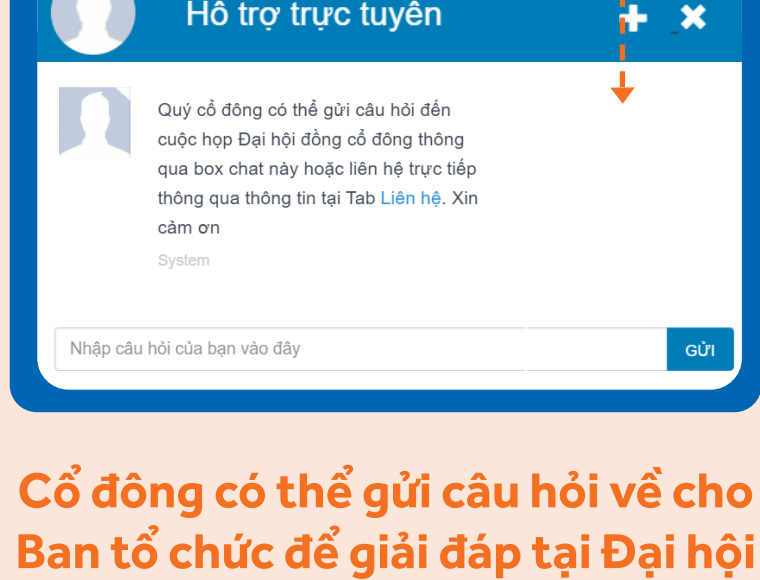 Hỗ trợ trực tuyến
Quý cổ đông có thể gửi câu hỏi đến
cuộc họp Đại hội đồng cổ đông thông
qua box chat này hoặc liên hệ trực tiếp
thông qua thông tin tại Tab Liên hệ. Xin
cảm ơn
System
Nhập câu hỏi của bạn vào đây
GỬI
Cổ đông có thể gửi câu hỏi về cho
Ban tổ chức để giải đáp tại Đại hội